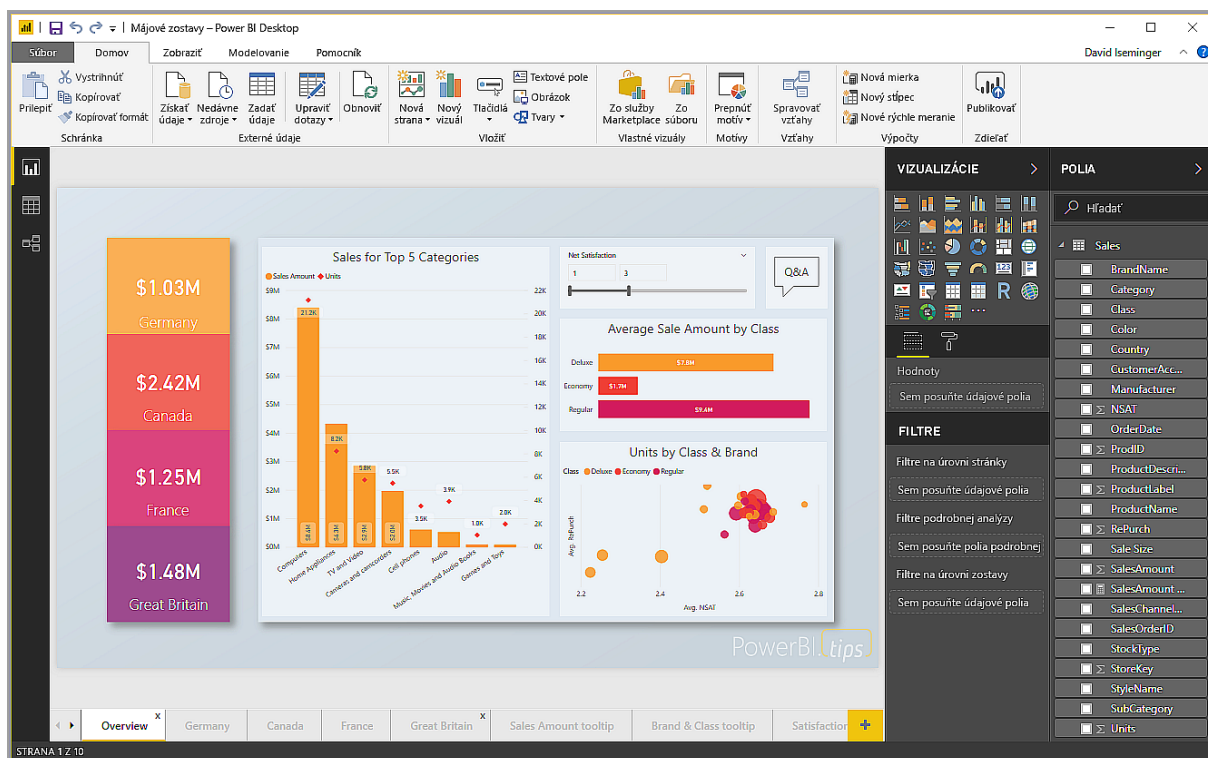 Májové zostavy – Power BI Desktop
Súbor Domov Zobraziť Modelovanie Pomocník David Iseminger
Prilepiť
Vystrihnúť
Kopírovať
Kopírovať formát
Schránka
Získať údaje
Nedávne zdroje
Zadať údaje
Upraviť dotazy
Obnoviť
Externé údaje
Nová strana
Nový vizuál
Tlačidlá
Textové pole
Obrázok
Tvary
Vložiť
Zo služby Marketplace
Zo súboru
Vlastné vizuály
Prepnúť motív
Motívy
Spravovať vzťahy
Vzťahy
Nová mierka
Nový stĺpec
Nové rýchle meranie
Výpočty
Publikovať
Zdieľať
$1.03M
Germany
$2.42M
Canada
$1.25M
France
$1.48M
Great Britain
Sales for Top 5 Categories
Sales Amount Units
$9M
$8M
$7M
$6M
$5M
$4M
$3M
$2M
$1M
$0M
22K
20K
18K
16K
14K
12K
10K
8K
6K
4K
2K
0K
21.2K
8.2K
5.8K
5.5K
3.5K
3.9K
1.0K
2.0K
$8.4M
$4.3M
$2.9M
$2.0M
Computers
Home Appliances
TV and Video
Cameras and camcorders
Cell phones
Audio
Music, Movies and Audio Books
Games and Toys
Net Satisfaction
1 3
Q&A
Average Sale Amount by Class
Deluxe $7.8M
Economy $1.7M
Regular $9.4M
Units by Class & Brand
Class Deluxe Economy Regular
Avg. RePurch
2.2 2.4 2.6 2.8
Avg. NSAT
PowerBI.tips
Overview x Germany Canada France Great Britain x Sales Amount tooltip Brand & Class tooltip Satisfaction +
STRANA 1 Z 10
VIZUALIZÁCIE
Hodnoty
Sem posuňte údajové polia
FILTRE
Filtre na úrovni stránky
Sem posuňte údajové polia
Filtre podrobnej analýzy
Sem posuňte polia podrobnej
Filtre na úrovni zostavy
Sem posuňte údajové polia
POLIA
Hľadať
Sales
BrandName
Category
Class
Color
Country
CustomerAcc...
Manufacturer
NSAT
OrderDate
ProdID
ProductDescri...
ProductLabel
ProductName
RePurch
Sale Size
SalesAmount
SalesAmount ...
SalesChannel...
SalesOrderID
StockType
StoreKey
StyleName
SubCategory
Units